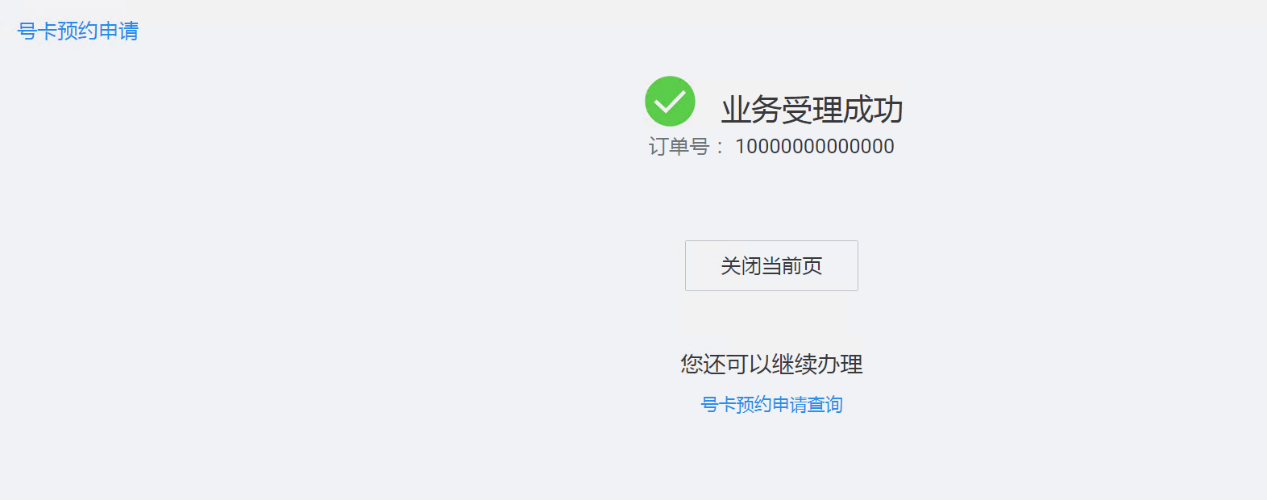 号卡预约申请
业务受理成功
订单号： 10000000000000
关闭当前页
您还可以继续办理
号卡预约申请查询